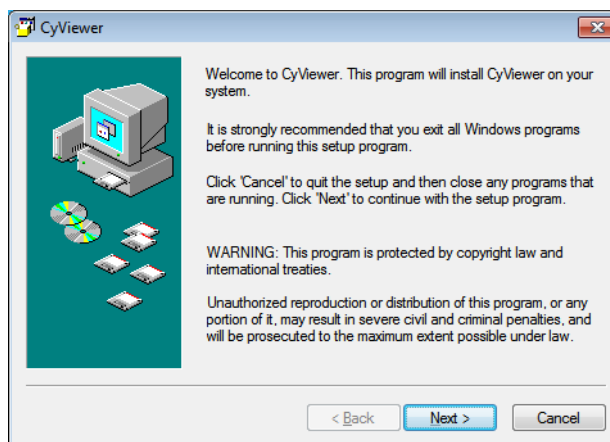 CyViewer
Welcome to CyViewer. This program will install CyViewer on your
system.
It is strongly recommended that you exit all Windows programs
before running this setup program.
Click 'Cancel' to quit the setup and then close any programs that
are running. Click 'Next' to continue with the setup program.
WARNING: This program is protected by copyright law and
international treaties.
Unauthorized reproduction or distribution of this program, or any
portion of it, may result in severe civil and criminal penalties, and
will be prosecuted to the maximum extent possible under law.
< Back
Next >
Cancel